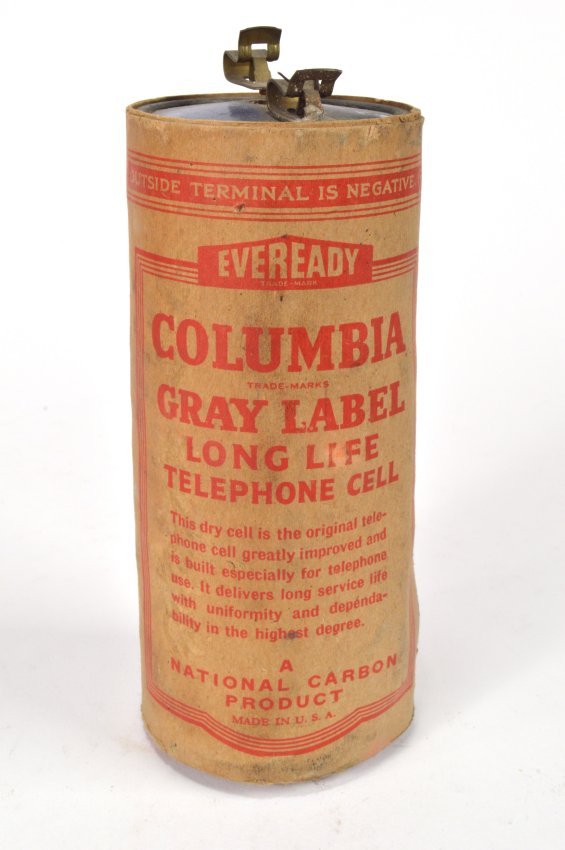 OUTSIDE TERMINAL IS NEGATIVE
EVEREADY
TRADE-MARK
COLUMBIA
TRADE-MARKS
GRAY LABEL
LONG LIFE
TELEPHONE CELL
This dry cell is the original tele-
phone cell greatly improved and
is built especially for telephone
use. It delivers long service life
with uniformity and dependa-
bility in the highest degree.
A
NATIONAL CARBON
PRODUCT
MADE IN U.S.A.